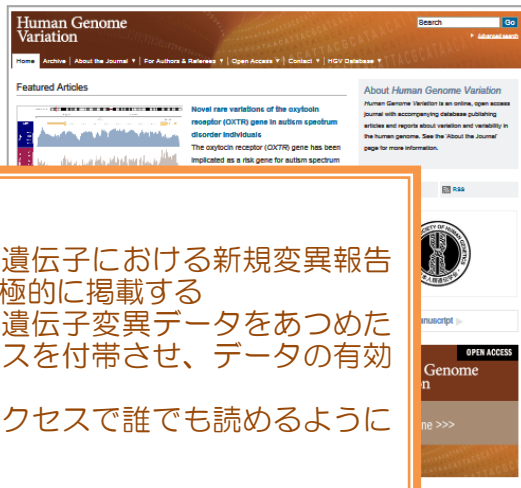 Human Genome
Variation
Search
Go
Advanced search
Home Archive About the Journal ▼ For Authors & Referees ▼ Open Access ▼ Contact ▼ HGV Database ▼
Featured Articles
Novel rare variations of the oxytocin
receptor (OXTR) gene in autism spectrum
disorder individuals
The oxytocin receptor (OXTR) gene has been
implicated as a risk gene for autism spectrum
About Human Genome Variation
Human Genome Variation is an online, open access
journal with accompanying database publishing
articles and reports about variation and variability in
the human genome. See the 'About the Journal'
page for more information.
RSS
遺伝子における新規変異報告
極的に掲載する
遺伝子変異データをあつめた
スを付帯させ、データの有効
クセスで誰でも読めるように
anuscript
OPEN ACCESS
Genome
n
ne >>>